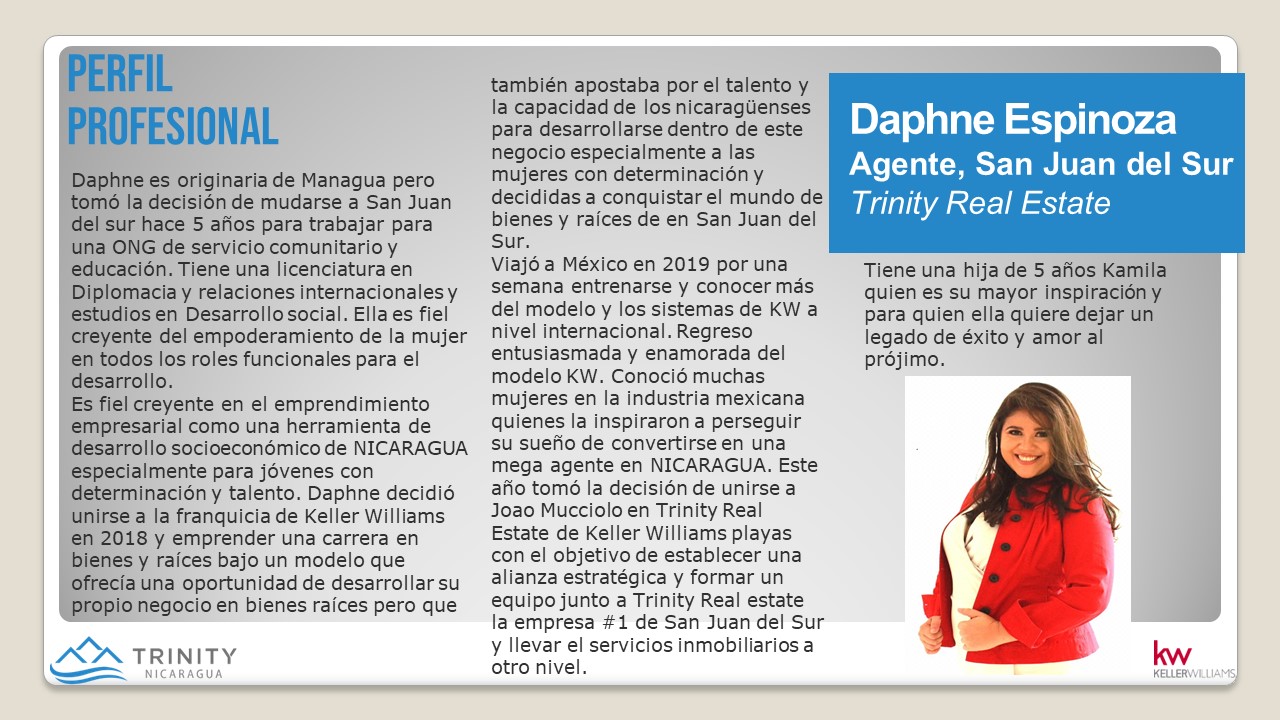 PERFIL
PROFESIONAL
Daphne es originaria de Managua pero
tomó la decisión de mudarse a San Juan
del sur hace 5 años para trabajar para
una ONG de servicio comunitario y
educación. Tiene una licenciatura en
Diplomacia y relaciones internacionales y
estudios en Desarrollo social. Ella es fiel
creyente del empoderamiento de la mujer
en todos los roles funcionales para el
desarrollo.
Es fiel creyente en el emprendimiento
empresarial como una herramienta de
desarrollo socioeconómico de NICARAGUA
especialmente para jóvenes con
determinación y talento. Daphne decidió
unirse a la franquicia de Keller Williams
en 2018 y emprender una carrera en
bienes y raíces bajo un modelo que
ofrecía una oportunidad de desarrollar su
propio negocio en bienes raíces pero que
también apostaba por el talento y
la capacidad de los nicaragüenses
para desarrollarse dentro de este
negocio especialmente a las
mujeres con determinación y
decididas a conquistar el mundo de
bienes y raíces de en San Juan del
Sur.
Viajó a México en 2019 por una
semana entrenarse y conocer más
del modelo y los sistemas de KW a
nivel internacional. Regreso
entusiasmada y enamorada del
modelo KW. Conoció muchas
mujeres en la industria mexicana
quienes la inspiraron a perseguir
su sueño de convertirse en una
mega agente en NICARAGUA. Este
año tomó la decisión de unirse a
Joao Mucciolo en Trinity Real
Estate de Keller Williams playas
con el objetivo de establecer una
alianza estratégica y formar un
equipo junto a Trinity Real estate
la empresa #1 de San Juan del Sur
y llevar el servicios inmobiliarios a
otro nivel.
Daphne Espinoza
Agente, San Juan del Sur
Trinity Real Estate
Tiene una hija de 5 años Kamila
quien es su mayor inspiración y
para quien ella quiere dejar un
legado de éxito y amor al
prójimo.
TRINITY
NICARAGUA
kw
KELLERWILLIAMS